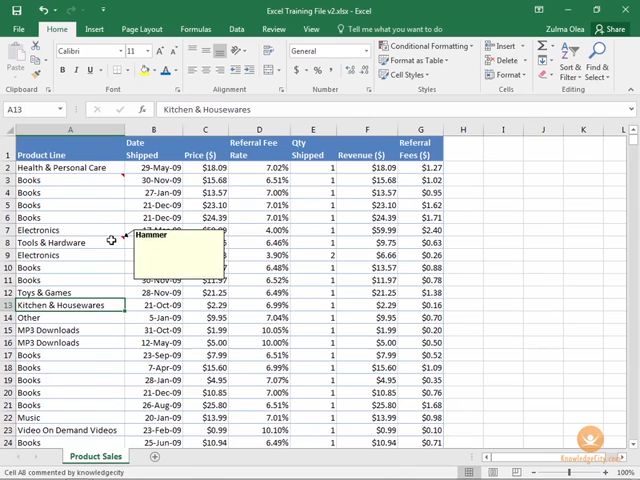 Excel Training File v2.xlsx - Excel
File Home Insert Page Layout Formulas Data Review View Tell me what you want to do Zulma Olea Share
Calibri 11 General Conditional Formatting Insert
Paste B I U $ % Format as Table Delete Sort & Filter Find & Select
Cell Styles Format
Clipboard Font Alignment Number Styles Cells Editing
A13 fx Kitchen & Housewares
A B C D E F G H I J K L
Date Referral Fee Qty Referral
1 Product Line Shipped Price ($) Rate Shipped Revenue ($) Fees ($)
2 Health & Personal Care 29-May-09 $18.09 7.02% 1 $18.09 $1.27
3 Books 30-Nov-09 $15.68 6.51% 1 $15.68 $1.02
4 Books 27-Jan-09 $13.57 7.00% 1 $13.57 $0.95
5 Books 21-Dec-09 $23.10 6.51% 1 $23.10 $1.62
6 Books 21-Dec-09 $24.39 6.51% 1 $24.39 $1.71
7 Electronics 4.00% 1 $59.99 $2.40
8 Tools & Hardware Hammer 6.46% 1 $9.75 $0.63
9 Electronics 3.90% 2 $6.66 $0.26
10 Books 6.48% 1 $13.57 $0.88
11 Books 30-Nov-09 $11.97 6.52% 1 $11.97 $0.78
12 Toys & Games 28-Nov-09 $21.25 6.49% 1 $21.25 $1.38
13 Kitchen & Housewares 21-Oct-09 $2.29 6.99% 1 $2.29 $0.16
14 Other 5-Jan-09 $9.95 7.04% 1 $9.95 $0.70
15 MP3 Downloads 31-Oct-09 $1.99 10.05% 1 $1.99 $0.20
16 MP3 Downloads 12-May-09 $5.00 10.00% 1 $5.00 $0.50
17 Books 23-Sep-09 $7.99 6.51% 1 $7.99 $0.52
18 Books 7-Apr-09 $15.60 6.99% 1 $15.60 $1.09
19 Books 28-Jan-09 $4.95 7.07% 1 $4.95 $0.35
20 Books 21-Dec-09 $10.85 7.00% 1 $10.85 $0.76
21 Books 26-Aug-09 $25.80 6.51% 1 $25.80 $1.68
22 Music 20-Jan-09 $13.99 7.01% 1 $13.99 $0.98
23 Video On Demand Videos 23-Nov-09 $0.99 10.10% 1 $0.99 $0.10
24 Books 25-Jun-09 $10.94 6.49% 1 $10.94 $0.71
Product Sales
KnowledgeCity.com
Cell A8 commented by knowledgecity 100%